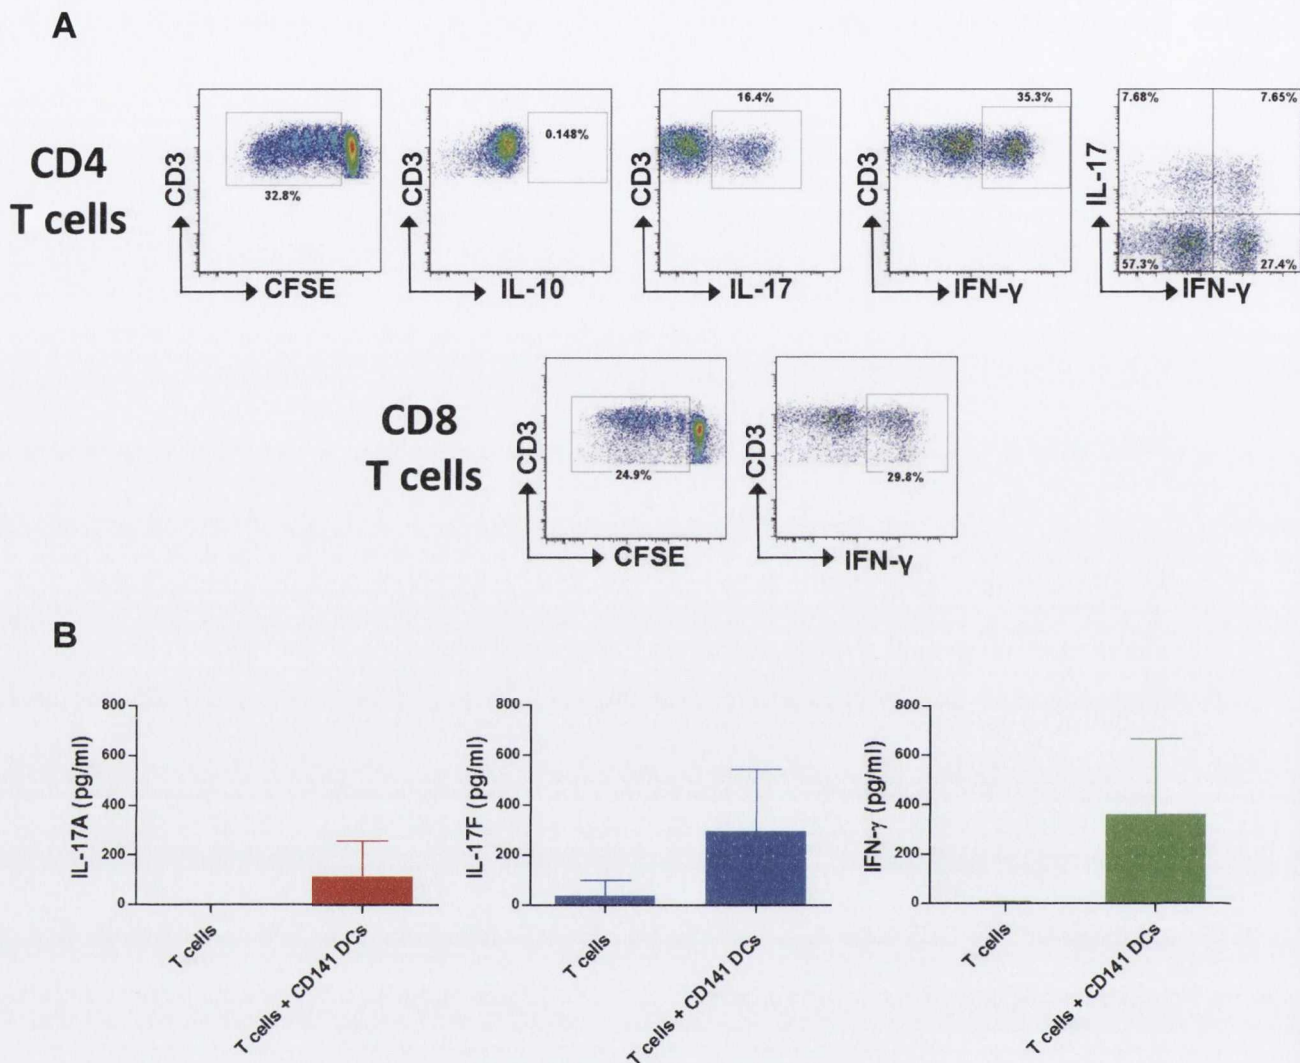 A
CD4
T cells
CD3
CFSE
32.8%
CD3
IL-10
0.148%
CD3
IL-17
16.4%
CD3
IFN-γ
35.3%
IL-17
IFN-γ
7.68%
7.65%
57.3%
27.4%
CD8
T cells
CD3
CFSE
24.9%
CD3
IFN-γ
29.8%
B
IL-17A (pg/ml)
800
600
400
200
0
T cells
T cells + CD141 DCs
IL-17F (pg/ml)
800
600
400
200
0
T cells
T cells + CD141 DCs
IFN-γ (pg/ml)
800
600
400
200
0
T cells
T cells + CD141 DCs